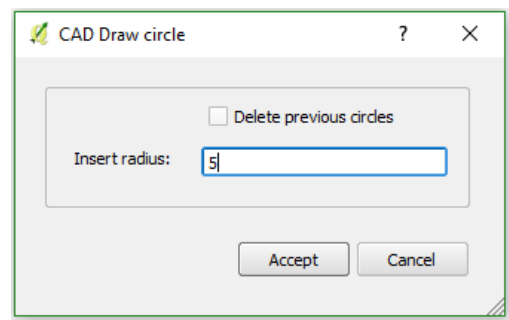 CAD Draw circle ?
Delete previous circles
Insert radius: 5
Accept Cancel